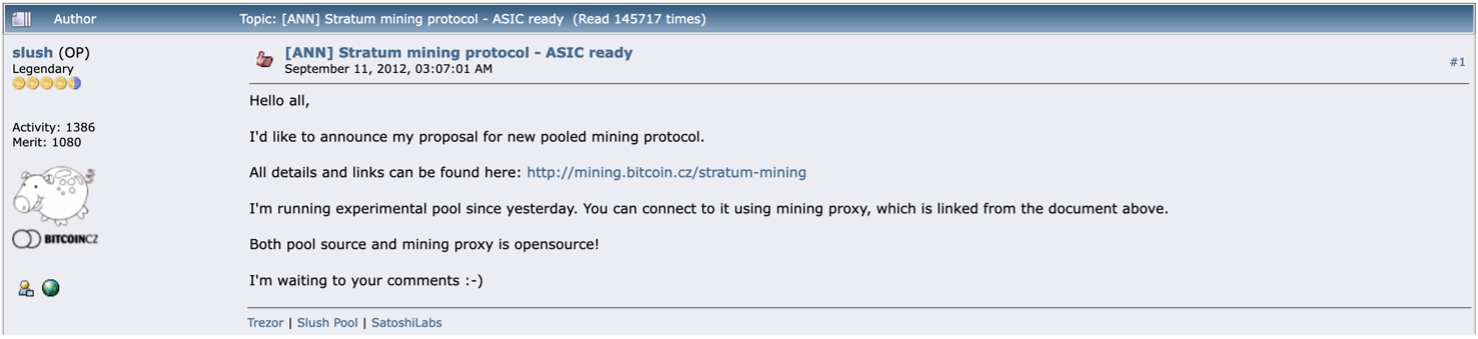 Author Topic: [ANN] Stratum mining protocol - ASIC ready (Read 145717 times)
slush (OP)
Legendary
Activity: 1386
Merit: 1080
BITCOINCZ
[ANN] Stratum mining protocol - ASIC ready
September 11, 2012, 03:07:01 AM
#1
Hello all,
I'd like to announce my proposal for new pooled mining protocol.
All details and links can be found here: http://mining.bitcoin.cz/stratum-mining
I'm running experimental pool since yesterday. You can connect to it using mining proxy, which is linked from the document above.
Both pool source and mining proxy is opensource!
I'm waiting to your comments :-)
Trezor | Slush Pool | SatoshiLabs